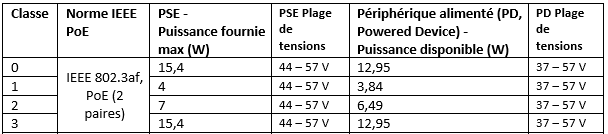 Classe | Norme IEEE PoE | PSE - Puissance fournie max (W) | PSE Plage de tensions | Périphérique alimenté (PD, Powered Device) - Puissance disponible (W) | PD Plage de tensions
0 | IEEE 802.3af, PoE (2 paires) | 15,4 | 44 – 57 V | 12,95 | 37 – 57 V
1 | 4 | 44 – 57 V | 3,84 | 37 – 57 V
2 | 7 | 44 – 57 V | 6,49 | 37 – 57 V
3 | 15,4 | 44 – 57 V | 12,95 | 37 – 57 V